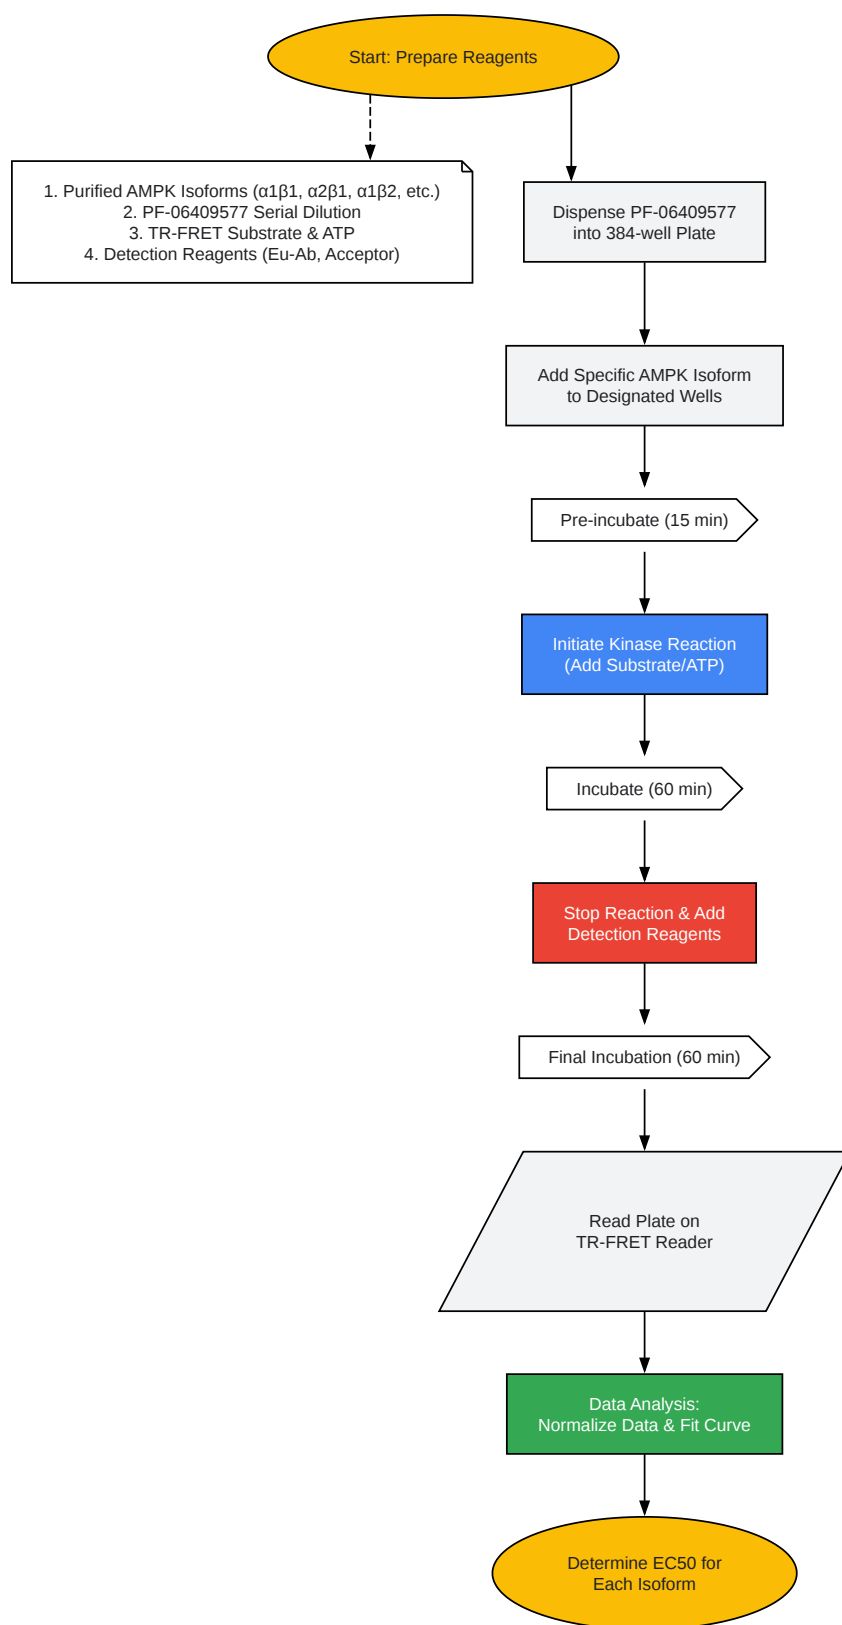 Start: Prepare Reagents
1. Purified AMPK Isoforms (α1β1, α2β1, α1β2, etc.)
2. PF-06409577 Serial Dilution
3. TR-FRET Substrate & ATP
4. Detection Reagents (Eu-Ab, Acceptor)
Dispense PF-06409577
into 384-well Plate
Add Specific AMPK Isoform
to Designated Wells
Pre-incubate (15 min)
Initiate Kinase Reaction
(Add Substrate/ATP)
Incubate (60 min)
Stop Reaction & Add
Detection Reagents
Final Incubation (60 min)
Read Plate on
TR-FRET Reader
Data Analysis:
Normalize Data & Fit Curve
Determine EC50 for
Each Isoform